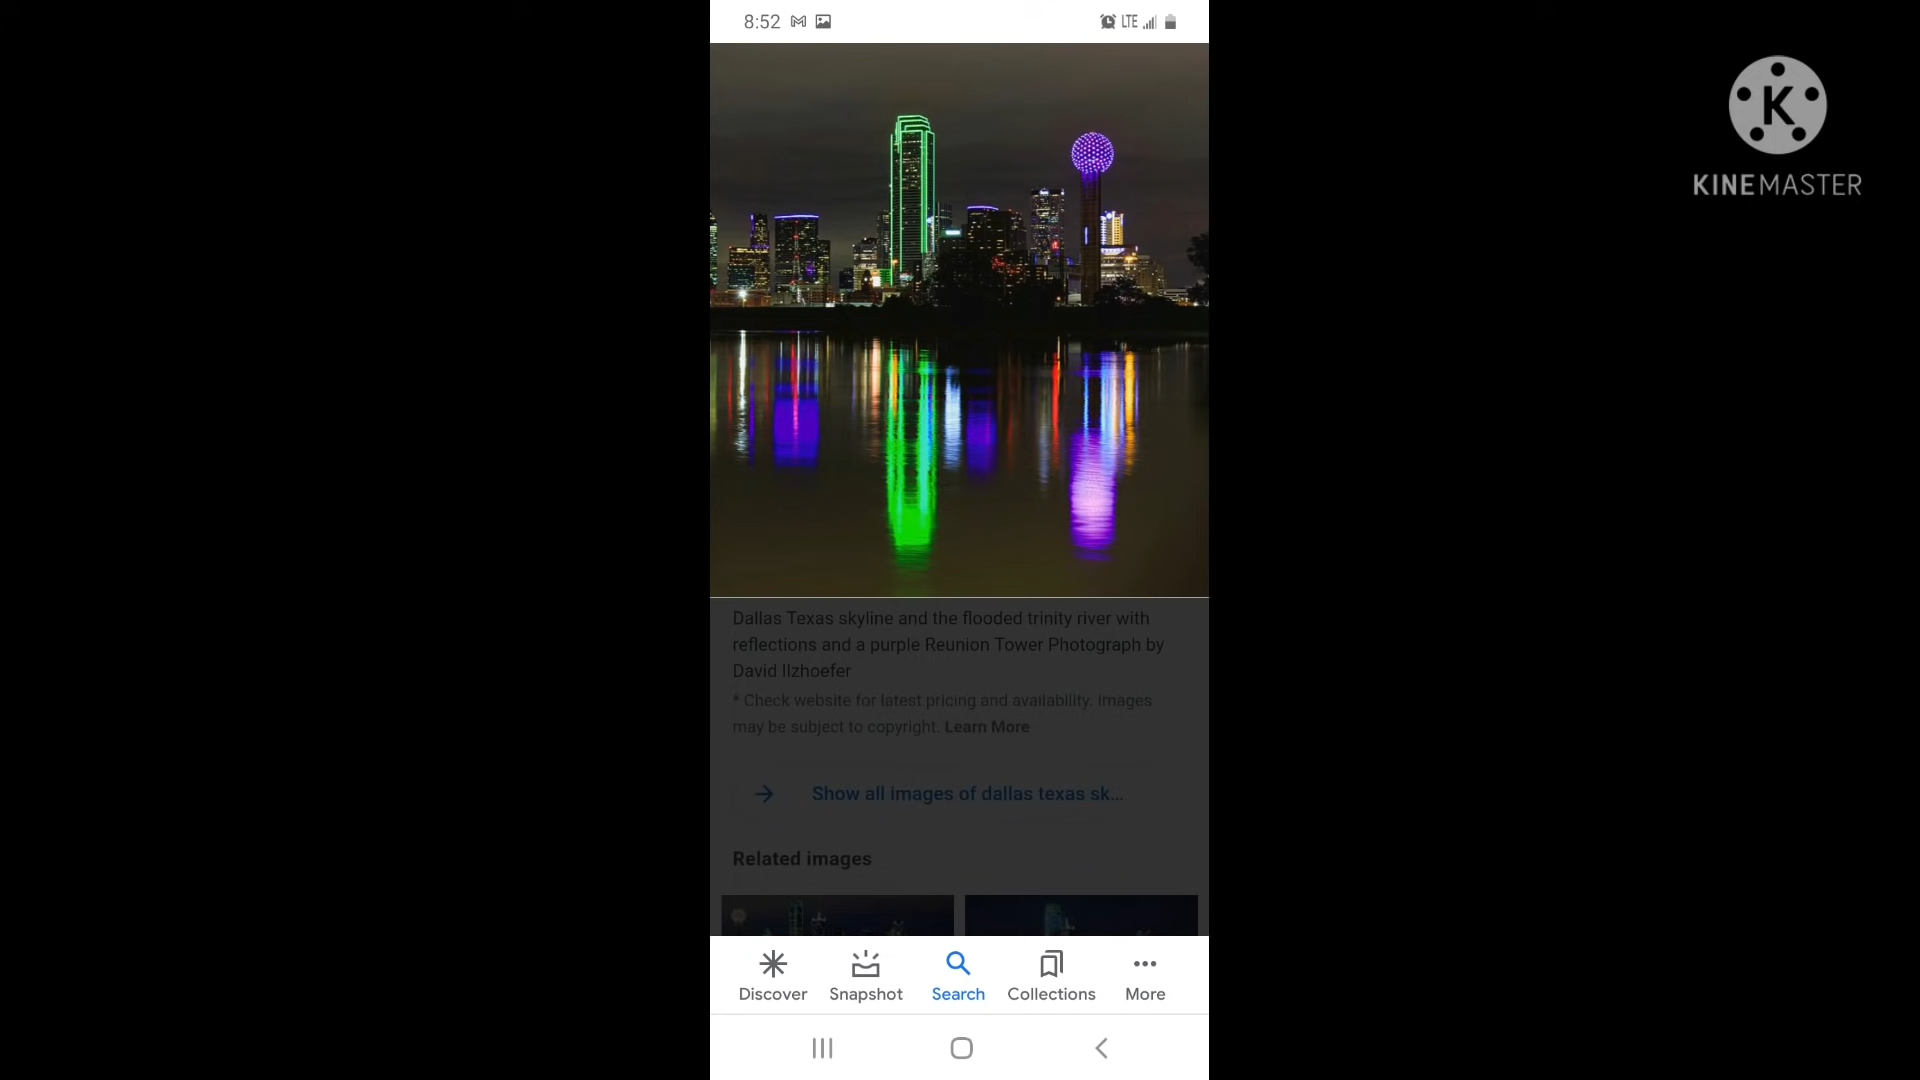 8:52
LTE
K
KINEMASTER
Dallas Texas skyline and the flooded trinity river with
reflections and a purple Reunion Tower Photograph by
David Ilzhoefer
* Check website for latest pricing and availability. Images
may be subject to copyright. Learn More
Show all images of dallas texas sk...
Related images
Discover Snapshot Search Collections More